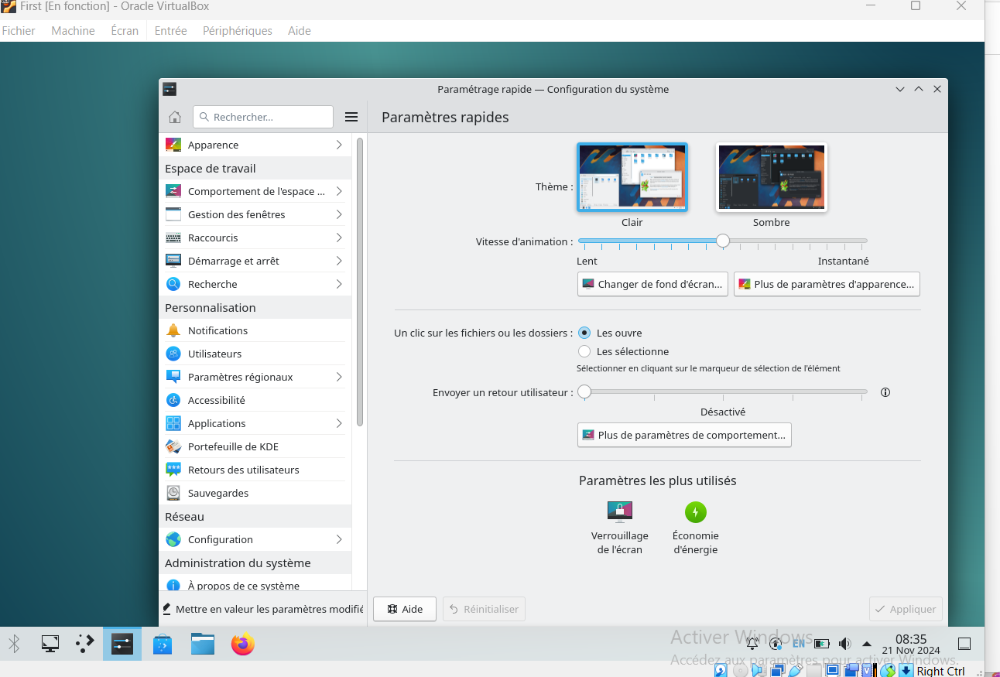 First [En fonction] - Oracle VirtualBox
Fichier Machine Écran Entrée Périphériques Aide
Paramétrage rapide — Configuration du système
Rechercher...
Paramètres rapides
Apparence
Espace de travail
Comportement de l'espace ...
Gestion des fenêtres
Raccourcis
Démarrage et arrêt
Recherche
Personnalisation
Notifications
Utilisateurs
Paramètres régionaux
Accessibilité
Applications
Portefeuille de KDE
Retours des utilisateurs
Sauvegardes
Réseau
Configuration
Administration du système
À propos de ce système
Mettre en valeur les paramètres modifié
Thème :
Clair Sombre
Vitesse d'animation :
Lent Instantané
Changer de fond d'écran... Plus de paramètres d'apparence...
Un clic sur les fichiers ou les dossiers : Les ouvre
Les sélectionne
Sélectionner en cliquant sur le marqueur de sélection de l'élément
Envoyer un retour utilisateur :
Désactivé
Plus de paramètres de comportement...
Paramètres les plus utilisés
Verrouillage
de l'écran
Économie
d'énergie
Aide Réinitialiser Appliquer
Activer Windows
Accédez aux paramètres pour activer Windows.
EN
08:35
21 Nov 2024
Right Ctrl